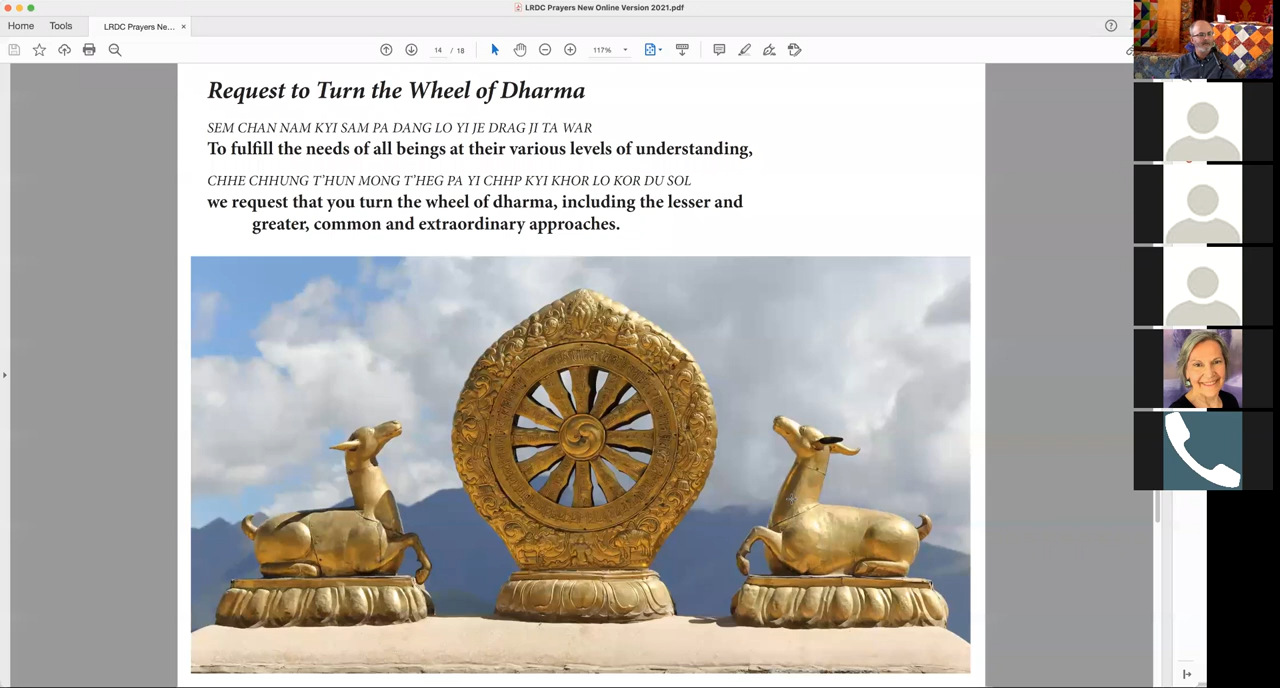 LRDC Prayers New Online Version 2021.pdf
Home
Tools
LRDC Prayers Ne...
×
14 / 18
117%
Request to Turn the Wheel of Dharma
SEM CHAN NAM KYI SAM PA DANG LO YI JE DRAG JI TA WAR
To fulfill the needs of all beings at their various levels of understanding,
CHHE CHHUNG T'HUN MONG T'HEG PA YI CHHP KYI KHOR LO KOR DU SOL
we request that you turn the wheel of dharma, including the lesser and
greater, common and extraordinary approaches.